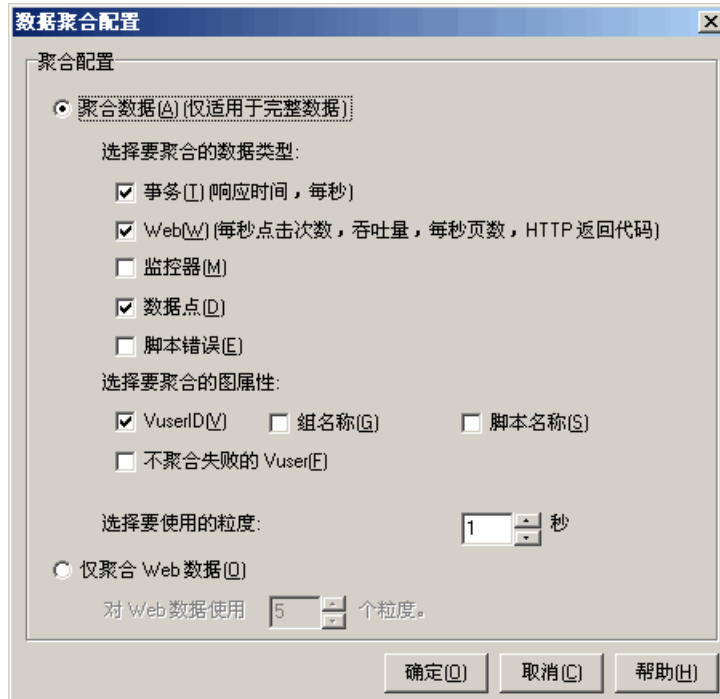 数据聚合配置
聚合配置
聚合数据(A)(仅适用于完整数据)
选择要聚合的数据类型:
事务(T)(响应时间，每秒)
Web(W)(每秒点击次数，吞吐量，每秒页数，HTTP 返回代码)
监控器(M)
数据点(D)
脚本错误(E)
选择要聚合的图属性:
VuserID(V) 组名称(G) 脚本名称(S)
不聚合失败的 Vuser(F)
选择要使用的粒度: 1 秒
仅聚合 Web 数据(O)
对 Web 数据使用 5 个粒度。
确定(O) 取消(C) 帮助(H)